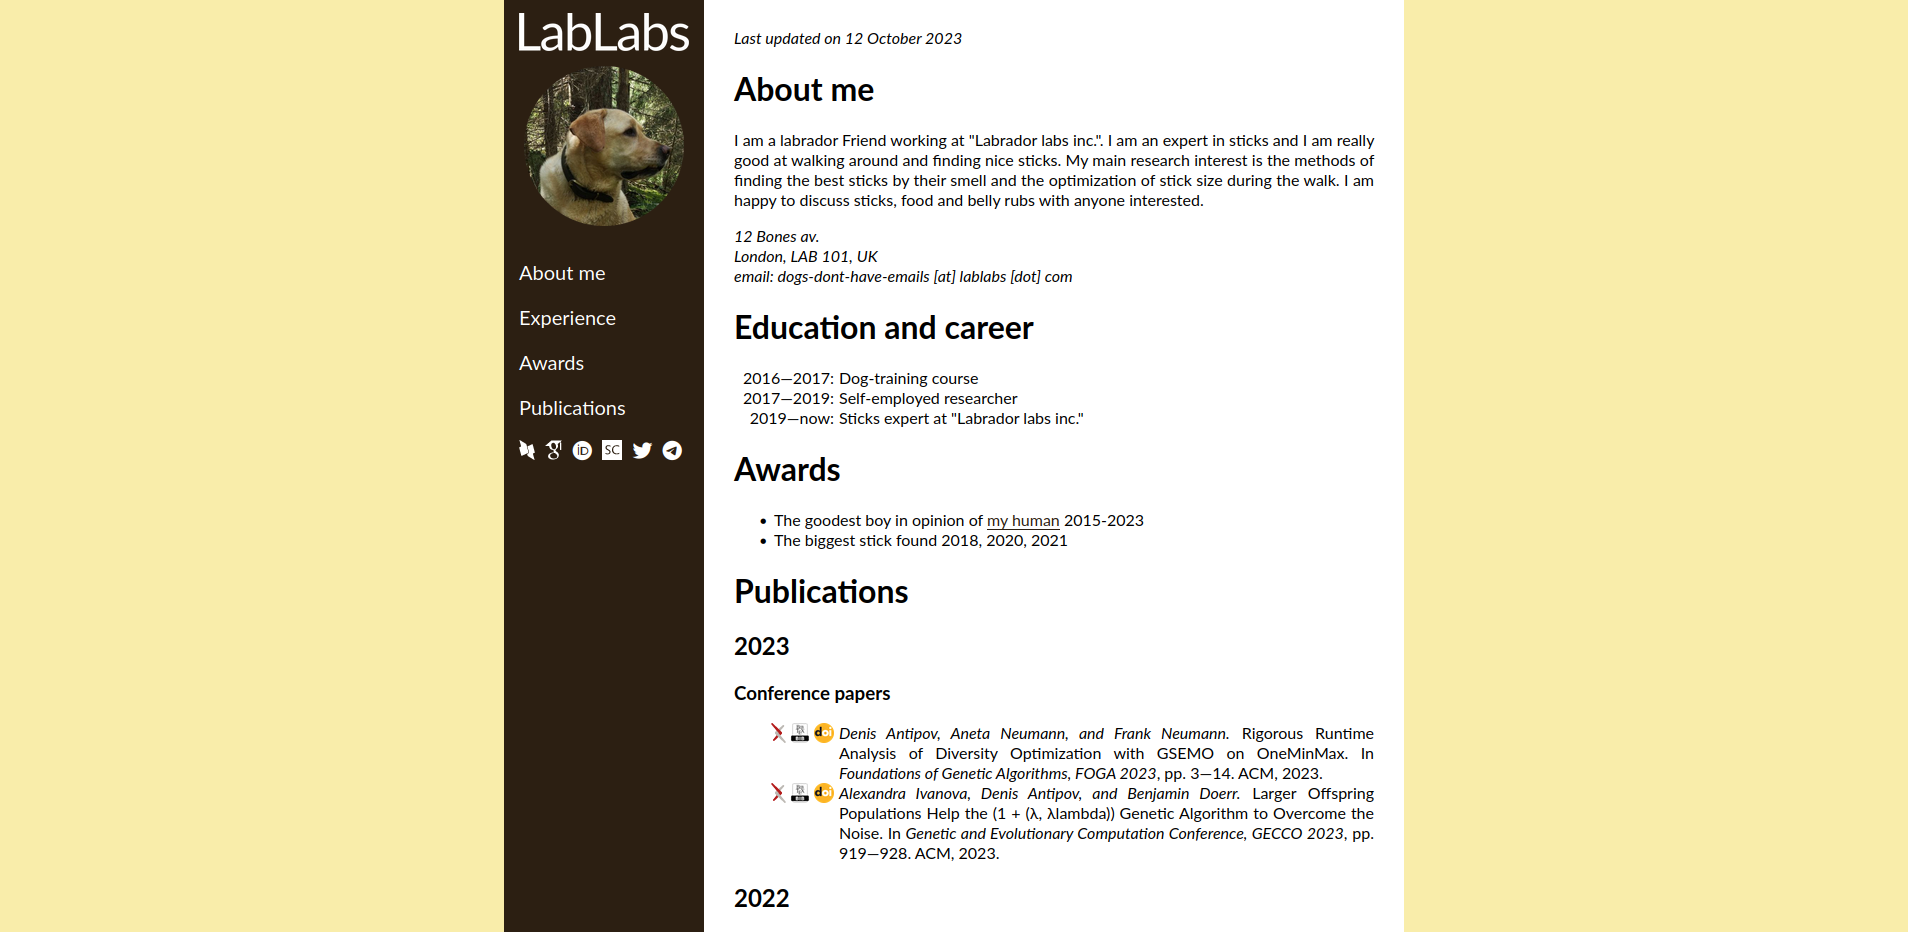 LabLabs
About me
Experience
Awards
Publications
iD SC
Last updated on 12 October 2023
About me
I am a labrador Friend working at "Labrador labs inc.". I am an expert in sticks and I am really
good at walking around and finding nice sticks. My main research interest is the methods of
finding the best sticks by their smell and the optimization of stick size during the walk. I am
happy to discuss sticks, food and belly rubs with anyone interested.
12 Bones av.
London, LAB 101, UK
email: dogs-dont-have-emails [at] lablabs [dot] com
Education and career
2016—2017: Dog-training course
2017—2019: Self-employed researcher
2019—now: Sticks expert at "Labrador labs inc."
Awards
• The goodest boy in opinion of my human 2015-2023
• The biggest stick found 2018, 2020, 2021
Publications
2023
Conference papers
BIB doi Denis Antipov, Aneta Neumann, and Frank Neumann. Rigorous Runtime
Analysis of Diversity Optimization with GSEMO on OneMinMax. In
Foundations of Genetic Algorithms, FOGA 2023, pp. 3—14. ACM, 2023.
BIB doi Alexandra Ivanova, Denis Antipov, and Benjamin Doerr. Larger Offspring
Populations Help the (1 + (λ, λlambda)) Genetic Algorithm to Overcome the
Noise. In Genetic and Evolutionary Computation Conference, GECCO 2023, pp.
919—928. ACM, 2023.
2022